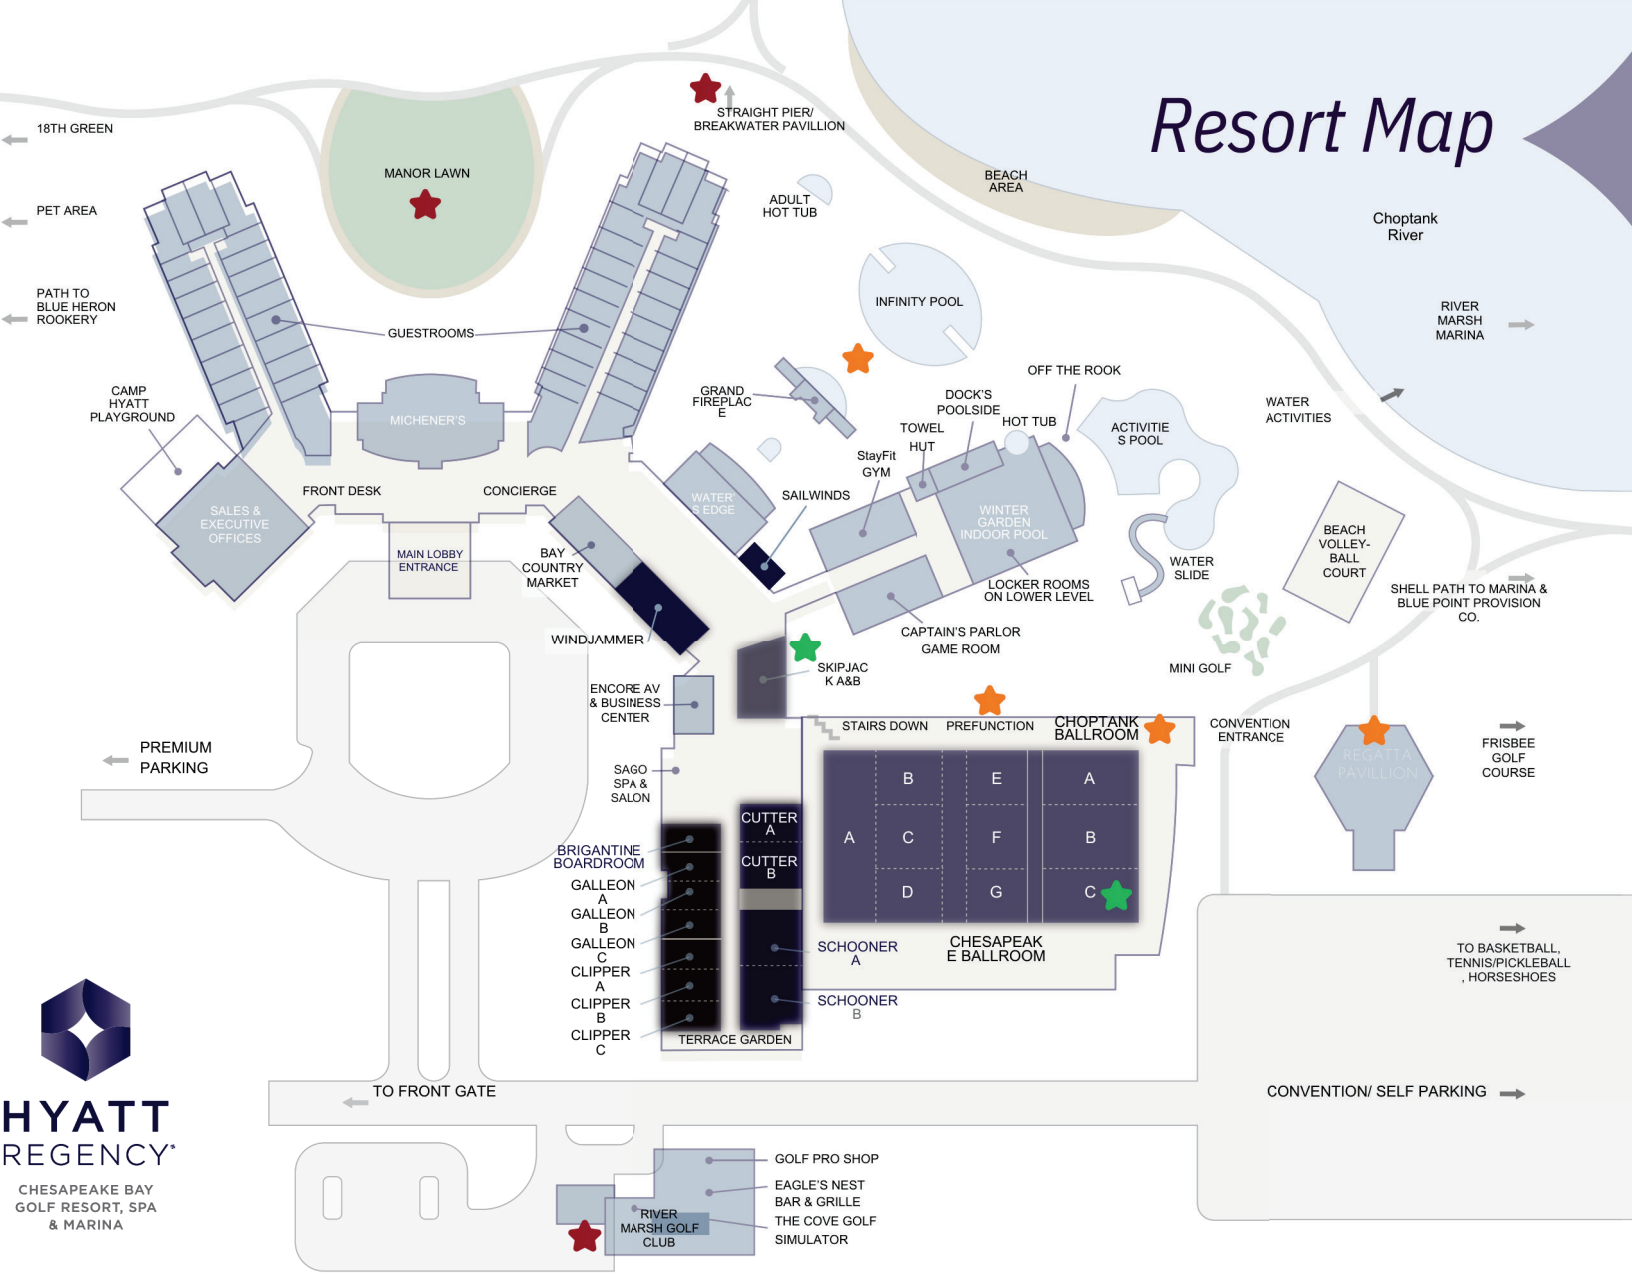 Resort Map
18TH GREEN
PET AREA
PATH TO
BLUE HERON
ROOKERY
MANOR LAWN
STRAIGHT PIER/
BREAKWATER PAVILLION
ADULT
HOT TUB
BEACH
AREA
Choptank
River
INFINITY POOL
RIVER
MARSH
MARINA
GUESTROOMS
CAMP
HYATT
PLAYGROUND
MICHENER'S
GRAND
FIREPLAC
E
OFF THE ROOK
DOCK'S
POOLSIDE
HOT TUB
TOWEL
HUT
ACTIVITIE
S POOL
WATER
ACTIVITIES
StayFit
GYM
FRONT DESK
CONCIERGE
WATER'
S EDGE
SAILWINDS
SALES &
EXECUTIVE
OFFICES
WINTER
GARDEN
INDOOR POOL
BEACH
VOLLEY-
BALL
COURT
MAIN LOBBY
ENTRANCE
BAY
COUNTRY
MARKET
WATER
SLIDE
LOCKER ROOMS
ON LOWER LEVEL
SHELL PATH TO MARINA &
BLUE POINT PROVISION
CO.
WINDJAMMER
CAPTAIN'S PARLOR
GAME ROOM
SKIPJAC
K A&B
MINI GOLF
ENCORE AV
& BUSINESS
CENTER
STAIRS DOWN
PREFUNCTION
CHOPTANK
BALLROOM
CONVENTION
ENTRANCE
PREMIUM
PARKING
REGATTA
PAVILLION
FRISBEE
GOLF
COURSE
SAGO
SPA &
SALON
B
E
A
A
C
F
B
D
G
C
CUTTER
A
CUTTER
B
BRIGANTINE
BOARDROOM
GALLEON
A
GALLEON
B
GALLEON
C
CLIPPER
A
CLIPPER
B
CLIPPER
C
SCHOONER
A
SCHOONER
B
CHESAPEAK
E BALLROOM
TERRACE GARDEN
TO BASKETBALL,
TENNIS/PICKLEBALL
, HORSESHOES
TO FRONT GATE
CONVENTION/ SELF PARKING
HYATT
REGENCY
CHESAPEAKE BAY
GOLF RESORT, SPA
& MARINA
GOLF PRO SHOP
EAGLE'S NEST
BAR & GRILLE
THE COVE GOLF
SIMULATOR
RIVER
MARSH GOLF
CLUB